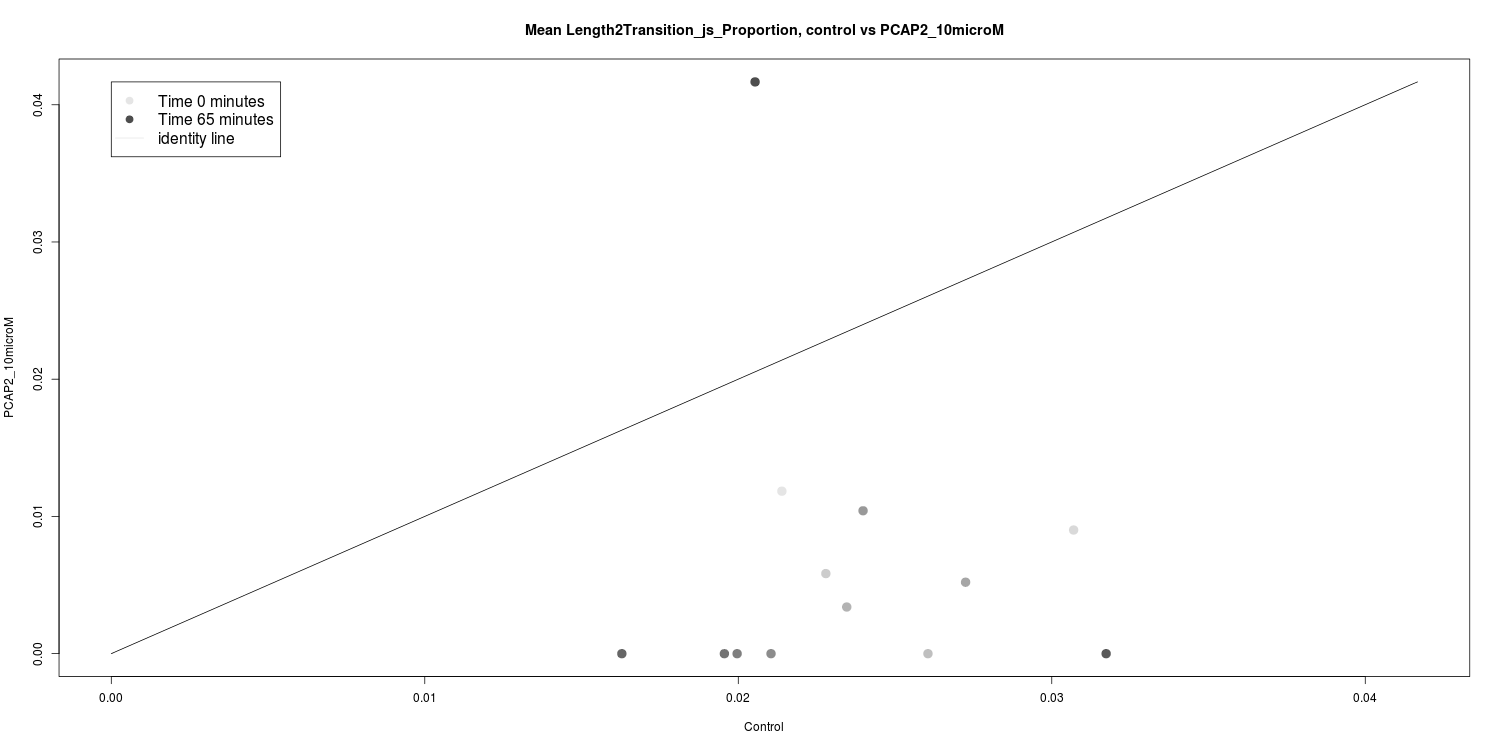 Mean Length2Transition_js_Proportion, control vs PCAP2_10microM
Time 0 minutes
Time 65 minutes
identity line
PCAP2_10microM
0.04
0.03
0.02
0.01
0.00
0.00 0.01 0.02 0.03 0.04
Control